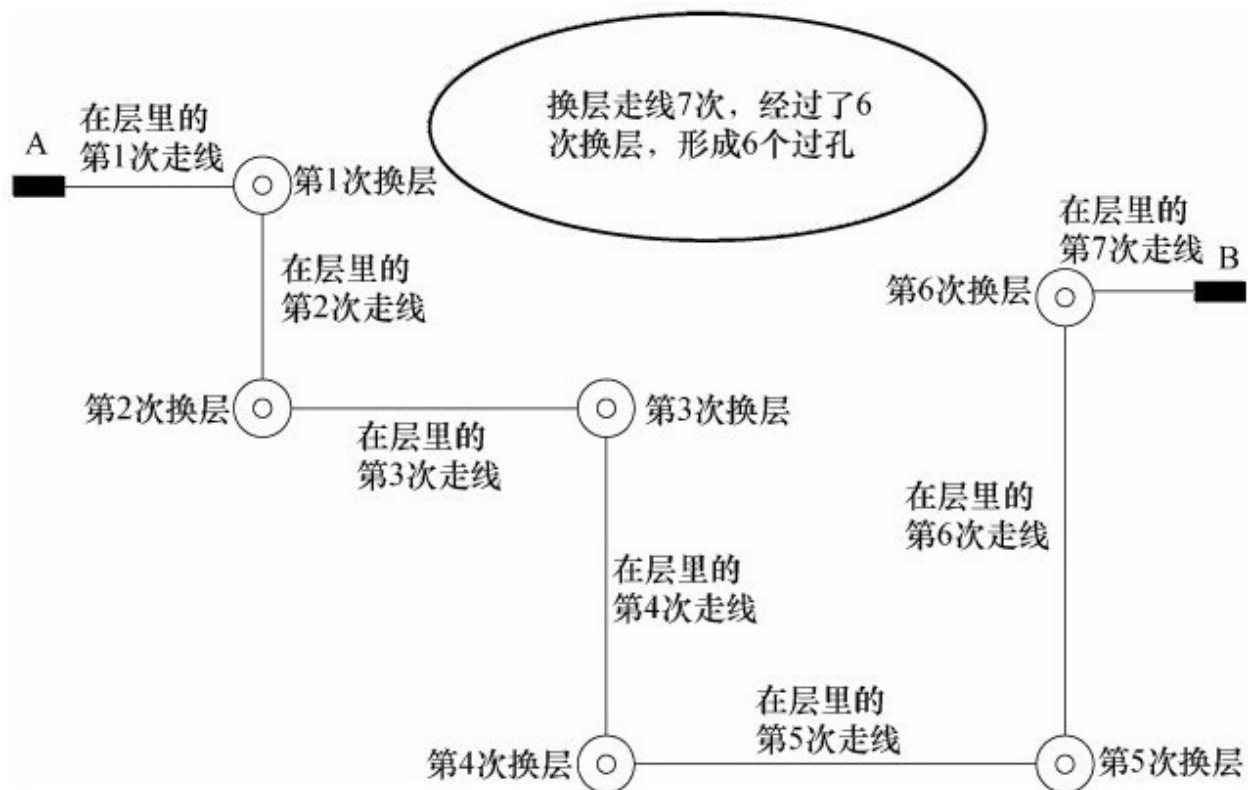 换层走线7次，经过了6
次换层，形成6个过孔
A
在层里的
第1次走线
第1次换层
在层里的
第2次走线
第2次换层
在层里的
第3次走线
第3次换层
在层里的
第4次走线
第4次换层
在层里的
第5次走线
第5次换层
在层里的
第6次走线
第6次换层
在层里的
第7次走线
B